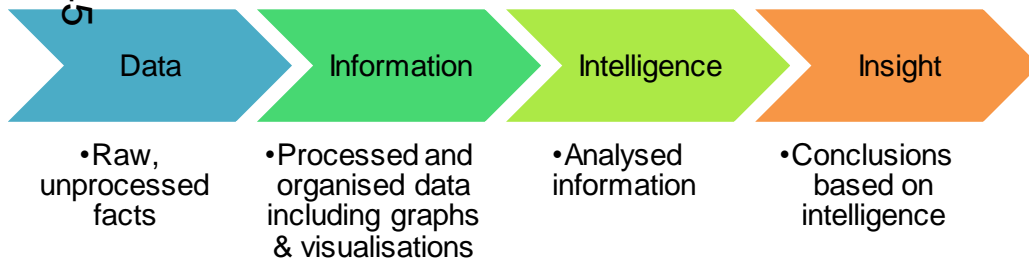 5
Data
Information
Intelligence
Insight
•Raw,
unprocessed
facts
•Processed and
organised data
including graphs
& visualisations
•Analysed
information
•Conclusions
based on
intelligence